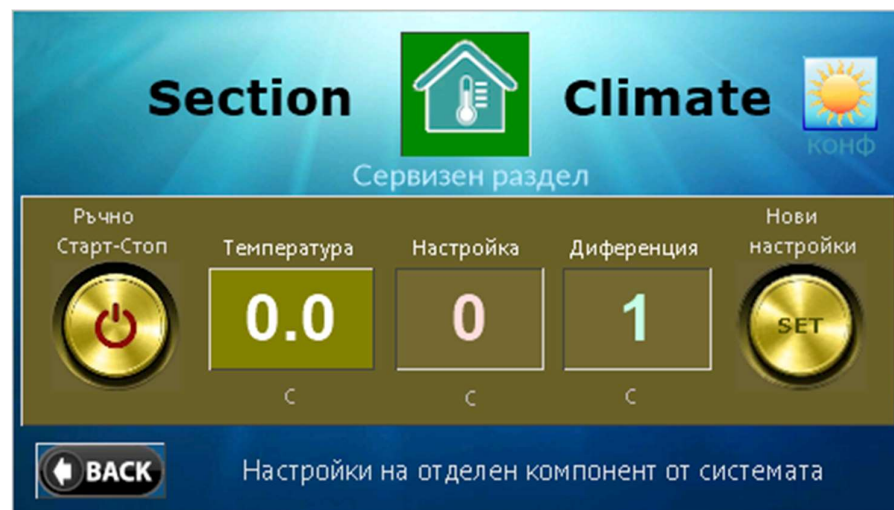 Section Climate
конф
Сервизен раздел
Ръчно
Старт-Стоп
Температура
Настройка
Диференция
Нови
настройки
0.0
0
1
SET
C
C
C
BACK
Настройки на отделен компонент от системата